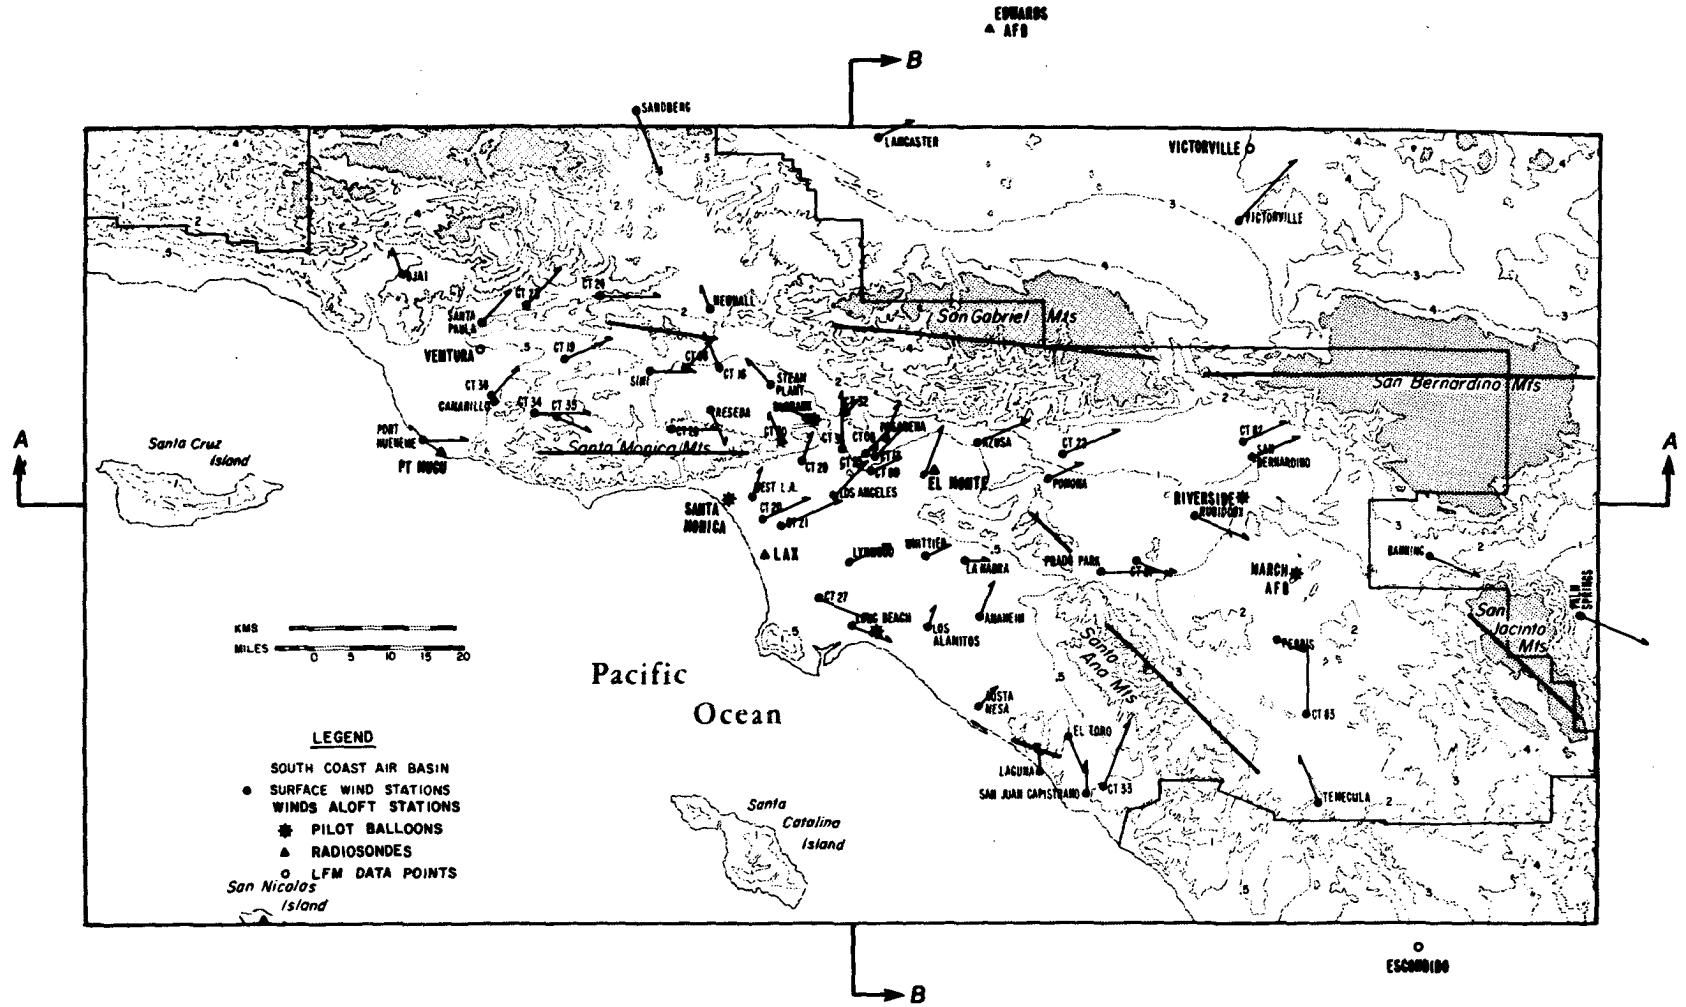 EDWARDS
AFB
B
SANDBERG
LANCASTER
VICTORVILLE
VICTORVILLE
OJAI
CT 26
NEWHALL
SANTA
PAULA
San Gabriel Mts
VENTURA
CT 19
SIMI
CT 16
STEAM
PLANT
San Bernardino Mts
CT 38
CAMARILLO
CT 34
CT 35
RESEDA
BURBANK
CT 52
PASADENA
PORT
HUENEME
PT MUGU
Santa Monica Mts
AZUSA
CT 22
CT 82
SAN
BERNARDINO
A
A
Santa Cruz
Island
CT 20
EL MONTE
POMONA
WEST L.A.
LOS ANGELES
SANTA
MONICA
CT 21
RIVERSIDE
RUBIDOUX
LAX
LYNWOOD
WHITTIER
LA HABRA
PRADO PARK
MARCH
AFB
BANNING
PALM
SPRINGS
CT 27
LONG BEACH
LOS
ALAMITOS
ANAHEIM
San
Jacinto
Mts.
KMS
MILES
0 5 10 15 20
Santa
Ana Mts
PERRIS
Pacific
Ocean
COSTA
MESA
CT 83
EL TORO
LAGUNA
SAN JUAN CAPISTRANO
CT 33
TEMECULA
LEGEND
SOUTH COAST AIR BASIN
SURFACE WIND STATIONS
WINDS ALOFT STATIONS
PILOT BALLOONS
RADIOSONDES
LFM DATA POINTS
Santa
Catalina
Island
San Nicolas
Island
ESCONDIDO
B